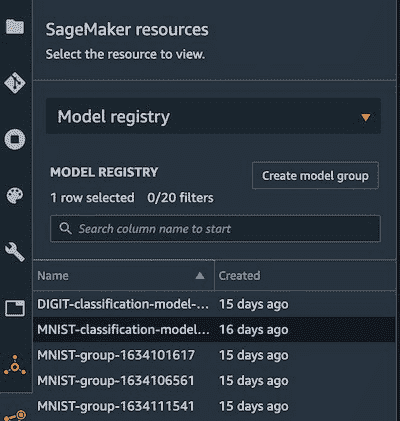 SageMaker resources
Select the resource to view.
Model registry
MODEL REGISTRY
Create model group
1 row selected 0/20 filters
Search column name to start
Name Created
DIGIT-classification-model-... 15 days ago
MNIST-classification-model... 16 days ago
MNIST-group-1634101617 15 days ago
MNIST-group-1634106561 15 days ago
MNIST-group-1634111541 15 days ago